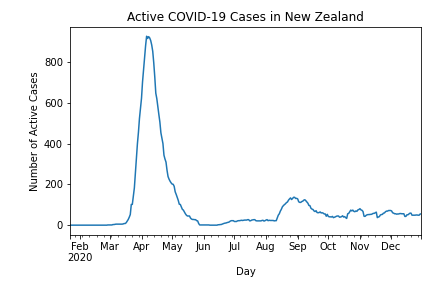 Active COVID-19 Cases in New Zealand
Number of Active Cases
800
600
400
200
0
Feb Mar Apr May Jun Jul Aug Sep Oct Nov Dec
2020
Day